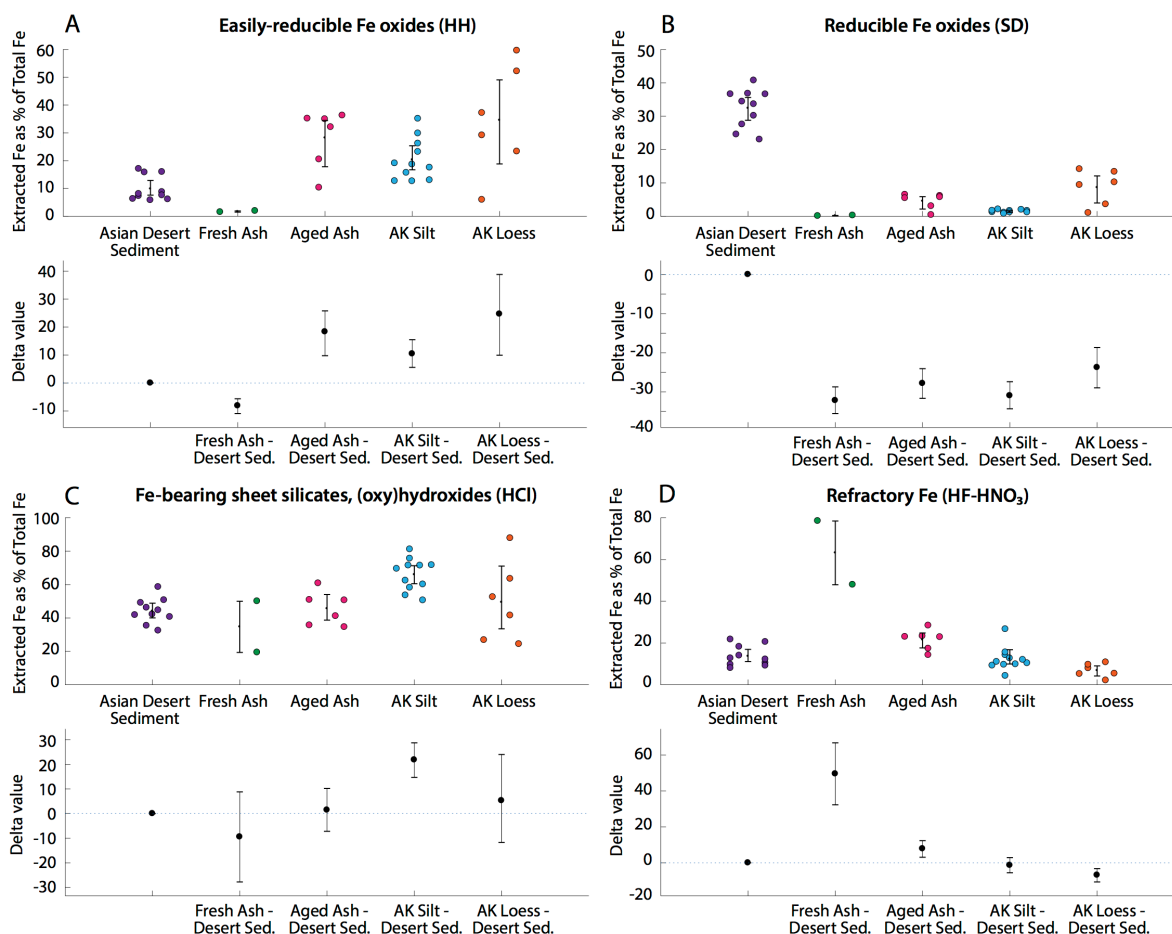 A
Easily-reducible Fe oxides (HH)
Extracted Fe as % of Total Fe
60
50
40
30
20
10
0
Asian Desert
Sediment
Fresh Ash
Aged Ash
AK Silt
AK Loess
Delta value
40
30
20
10
0
-10
Fresh Ash -
Desert Sed.
Aged Ash -
Desert Sed.
AK Silt -
Desert Sed.
AK Loess -
Desert Sed.
B
Reducible Fe oxides (SD)
Extracted Fe as % of Total Fe
50
40
30
20
10
0
Asian Desert
Sediment
Fresh Ash
Aged Ash
AK Silt
AK Loess
Delta value
0
-10
-20
-30
-40
Fresh Ash -
Desert Sed.
Aged Ash -
Desert Sed.
AK Silt -
Desert Sed.
AK Loess -
Desert Sed.
C
Fe-bearing sheet silicates, (oxy)hydroxides (HCl)
Extracted Fe as % of Total Fe
100
80
60
40
20
0
Asian Desert
Sediment
Fresh Ash
Aged Ash
AK Silt
AK Loess
Delta value
30
20
10
0
-10
-20
-30
Fresh Ash -
Desert Sed.
Aged Ash -
Desert Sed.
AK Silt -
Desert Sed.
AK Loess -
Desert Sed.
D
Refractory Fe (HF-HNO₃)
Extracted Fe as % of Total Fe
80
60
40
20
0
Asian Desert
Sediment
Fresh Ash
Aged Ash
AK Silt
AK Loess
Delta value
60
40
20
0
-20
Fresh Ash -
Desert Sed.
Aged Ash -
Desert Sed.
AK Silt -
Desert Sed.
AK Loess -
Desert Sed.